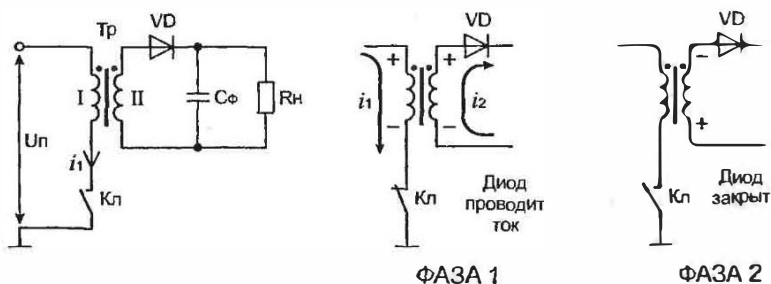 Тр
VD
I
II
Cф
Rн
Uп
i1
Кл
VD
+
+
i1
i2
−
−
Кл
Диод
проводит
ток
ФАЗА 1
VD
−
+
Кл
Диод
закрыт
ФАЗА 2